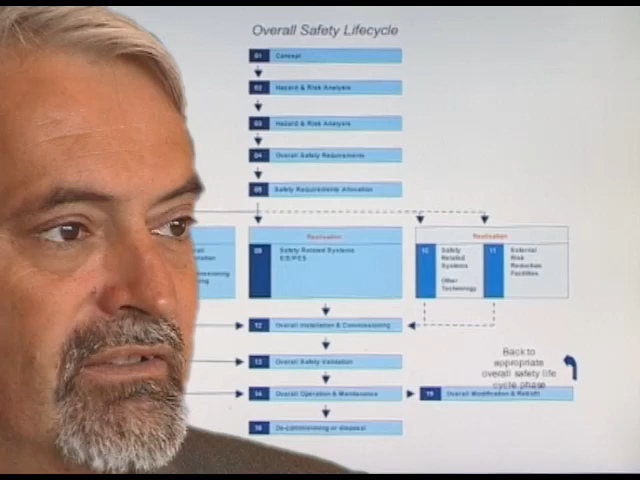 Overall Safety Lifecycle
01 Concept
02 Hazard & Risk Analysis
03 Hazard & Risk Analysis
04 Overall Safety Requirements
05 Safety Requirements Allocation
Realisation
09 Safety Related Systems
E/E/PES
Realisation
10 Safety
Related
Systems
Other
Technology
11 External
Risk
Reduction
Facilities
12 Overall Installation & Commissioning
13 Overall Safety Validation
Back to
appropriate
overall safety life
cycle phase
14 Overall Operation & Maintenance
15 Overall Modification & Retrofit
16 De-commissioning or disposal